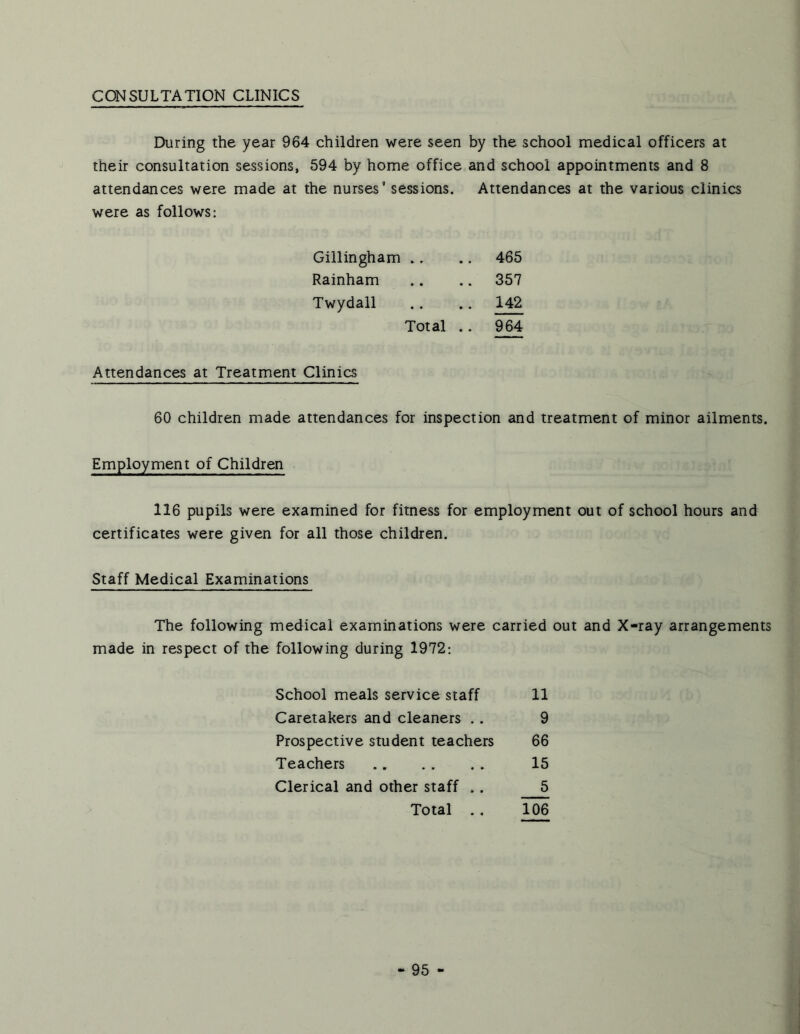 CONSULTATION CLINICS
During the year 964 children were seen by the school medical officers at
their consultation sessions, 594 by home office and school appointments and 8
attendances were made at the nurses' sessions. Attendances at the various clinics
were as follows:
Gillingham .. .. 465
Rainham .. .. 357
Twydall .. .. 142
Total .. 964
Attendances at Treatment Clinics
60 children made attendances for inspection and treatment of minor ailments.
Employment of Children
116 pupils were examined for fitness for employment out of school hours and
certificates were given for all those children.
Staff Medical Examinations
The following medical examinations were carried out and X-ray arrangements
made in respect of the following during 1972:
School meals service staff 11
Caretakers and cleaners .. 9
Prospective student teachers 66
Teachers .. .. .. 15
Clerical and other staff .. 5
Total .. 106
- 95 -